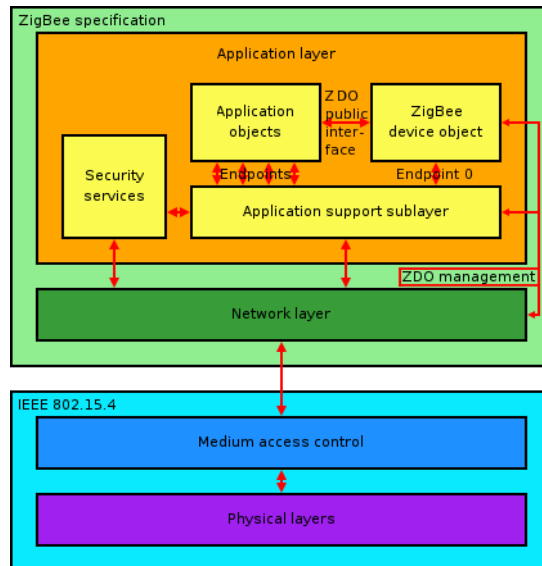 ZigBee specification
Application layer
Application
objects
ZDO
public
inter-
face
ZigBee
device object
Security
services
Endpoints
Endpoint 0
Application support sublayer
ZDO management
Network layer
IEEE 802.15.4
Medium access control
Physical layers